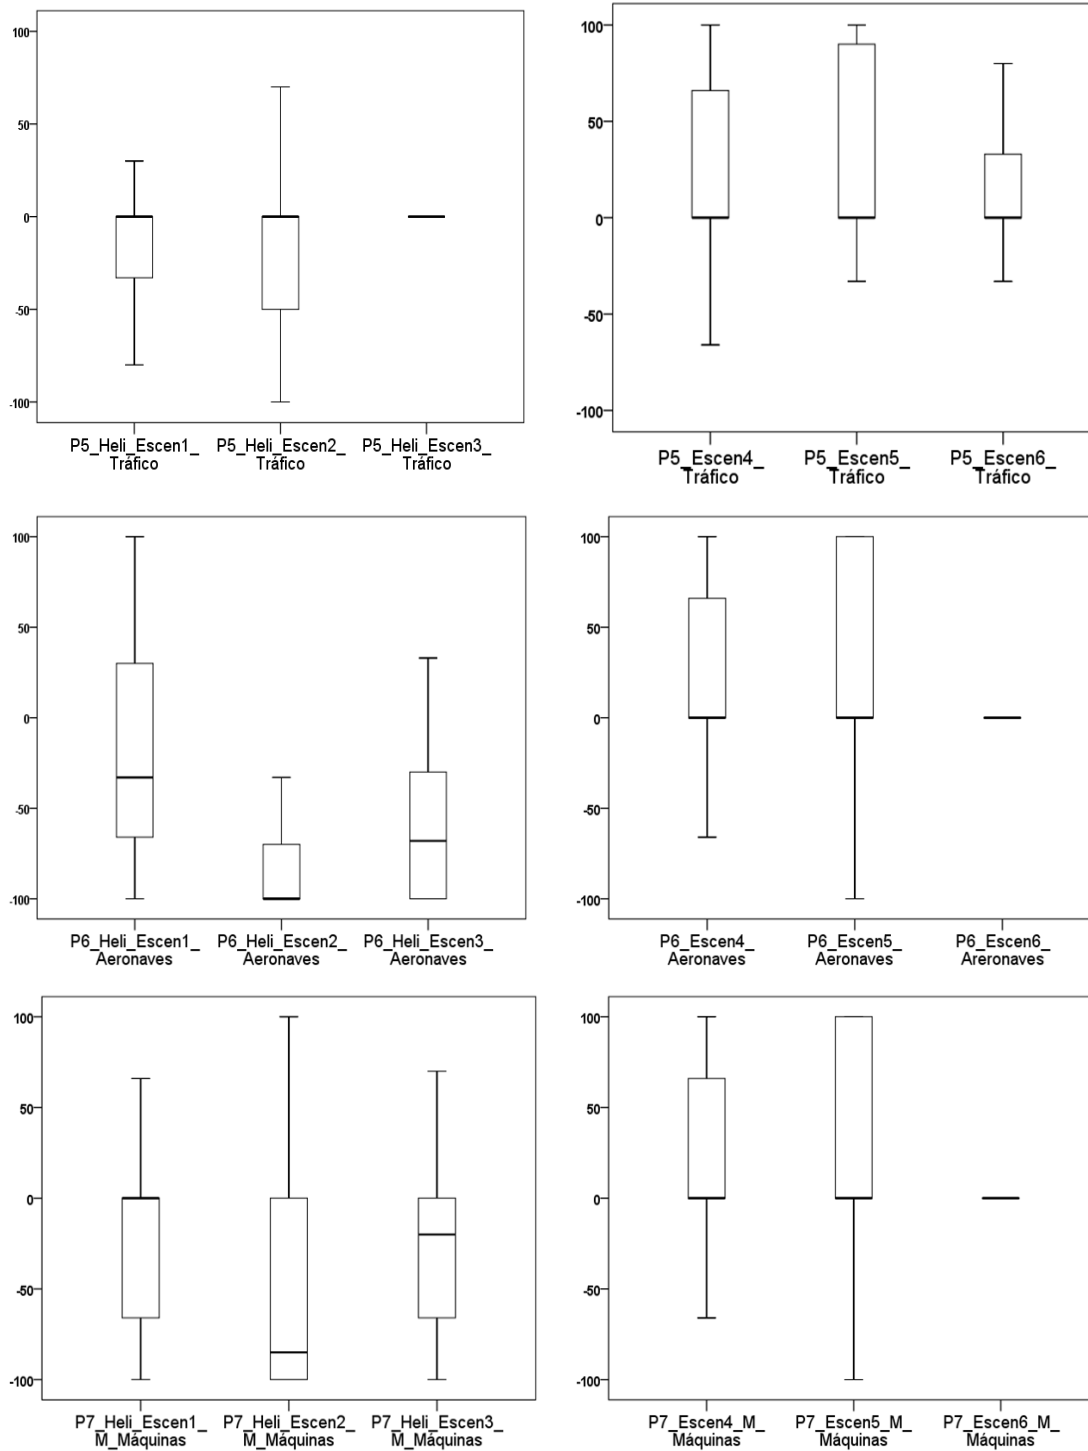 100
50
0
-50
-100
P5_Heli_Escen1_
Tráfico
P5_Heli_Escen2_
Tráfico
P5_Heli_Escen3_
Tráfico
100
50
0
-50
-100
P5_Escen4_
Tráfico
P5_Escen5_
Tráfico
P5_Escen6_
Tráfico
100
50
0
-50
-100
P6_Heli_Escen1_
Aeronaves
P6_Heli_Escen2_
Aeronaves
P6_Heli_Escen3_
Aeronaves
100
50
0
-50
-100
P6_Escen4_
Aeronaves
P6_Escen5_
Aeronaves
P6_Escen6_
Areronaves
100
50
0
-50
-100
P7_Heli_Escen1_
M_Máquinas
P7_Heli_Escen2_
M_Máquinas
P7_Heli_Escen3_
M_Máquinas
100
50
0
-50
-100
P7_Escen4_M_
Máquinas
P7_Escen5_M_
Máquinas
P7_Escen6_M_
Máquinas